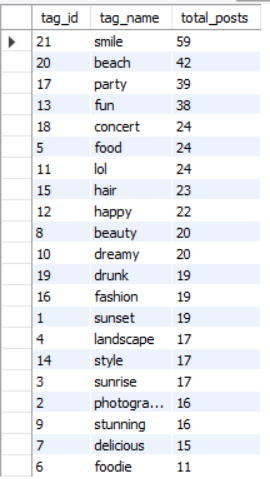 tag_id tag_name total_posts
21 smile 59
20 beach 42
17 party 39
13 fun 38
18 concert 24
5 food 24
11 lol 24
15 hair 23
12 happy 22
8 beauty 20
10 dreamy 20
19 drunk 19
16 fashion 19
1 sunset 19
4 landscape 17
14 style 17
3 sunrise 17
2 photogra... 16
9 stunning 16
7 delicious 15
6 foodie 11